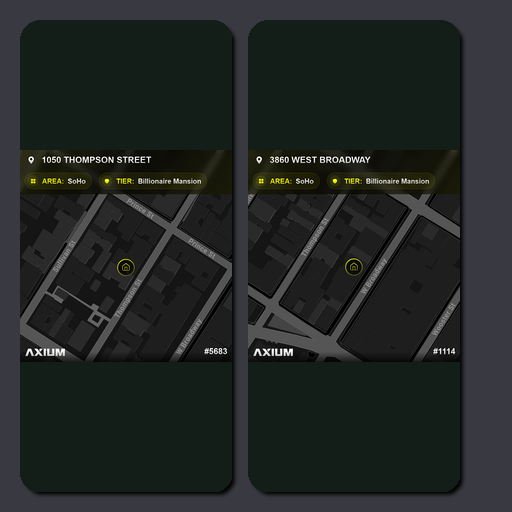 1050 THOMPSON STREET
AREA: SoHo
TIER: Billionaire Mansion
Prince St
Prince St
Sullivan St
Thompson St
W Broadway
AXIUM
#5683
3860 WEST BROADWAY
AREA: SoHo
TIER: Billionaire Mansion
Thompson St
W Broadway
Wooster St
AXIUM
#1114